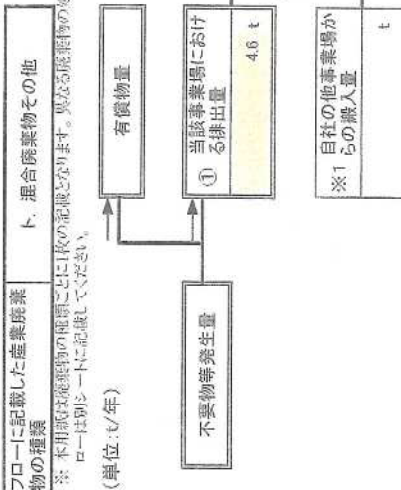 フローに記載した産業廃棄
物の種類
ト．混合廃棄物その他
※ 本用紙は廃棄物の種類ごとに1枚の記載となります。異なる廃棄物の
ローは別シートに記載してください。
(単位:t/年)
有償物量
不要物等発生量
① 当該事業場におけ
る排出量
4.6 t
※1 自社の他事業場か
らの搬入量
t